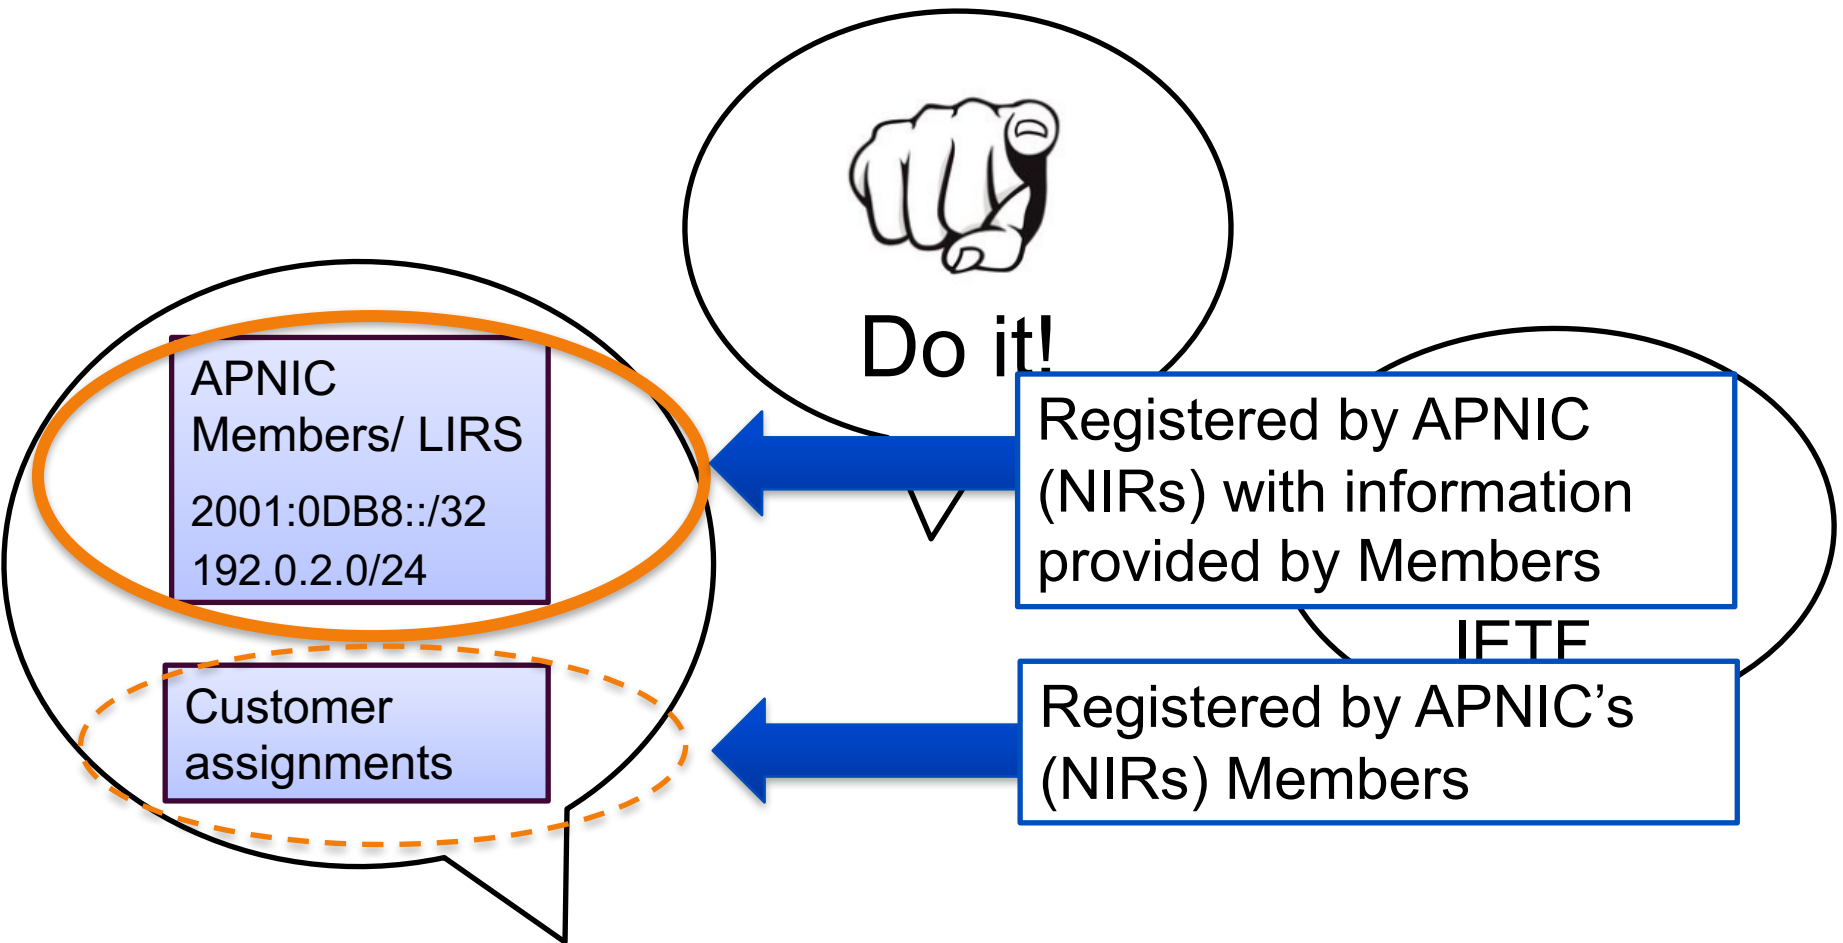 Do it!
APNIC
Members/ LIRS
2001:0DB8::/32
192.0.2.0/24
Registered by APNIC
(NIRs) with information
provided by Members
IETF
Customer
assignments
Registered by APNIC’s
(NIRs) Members